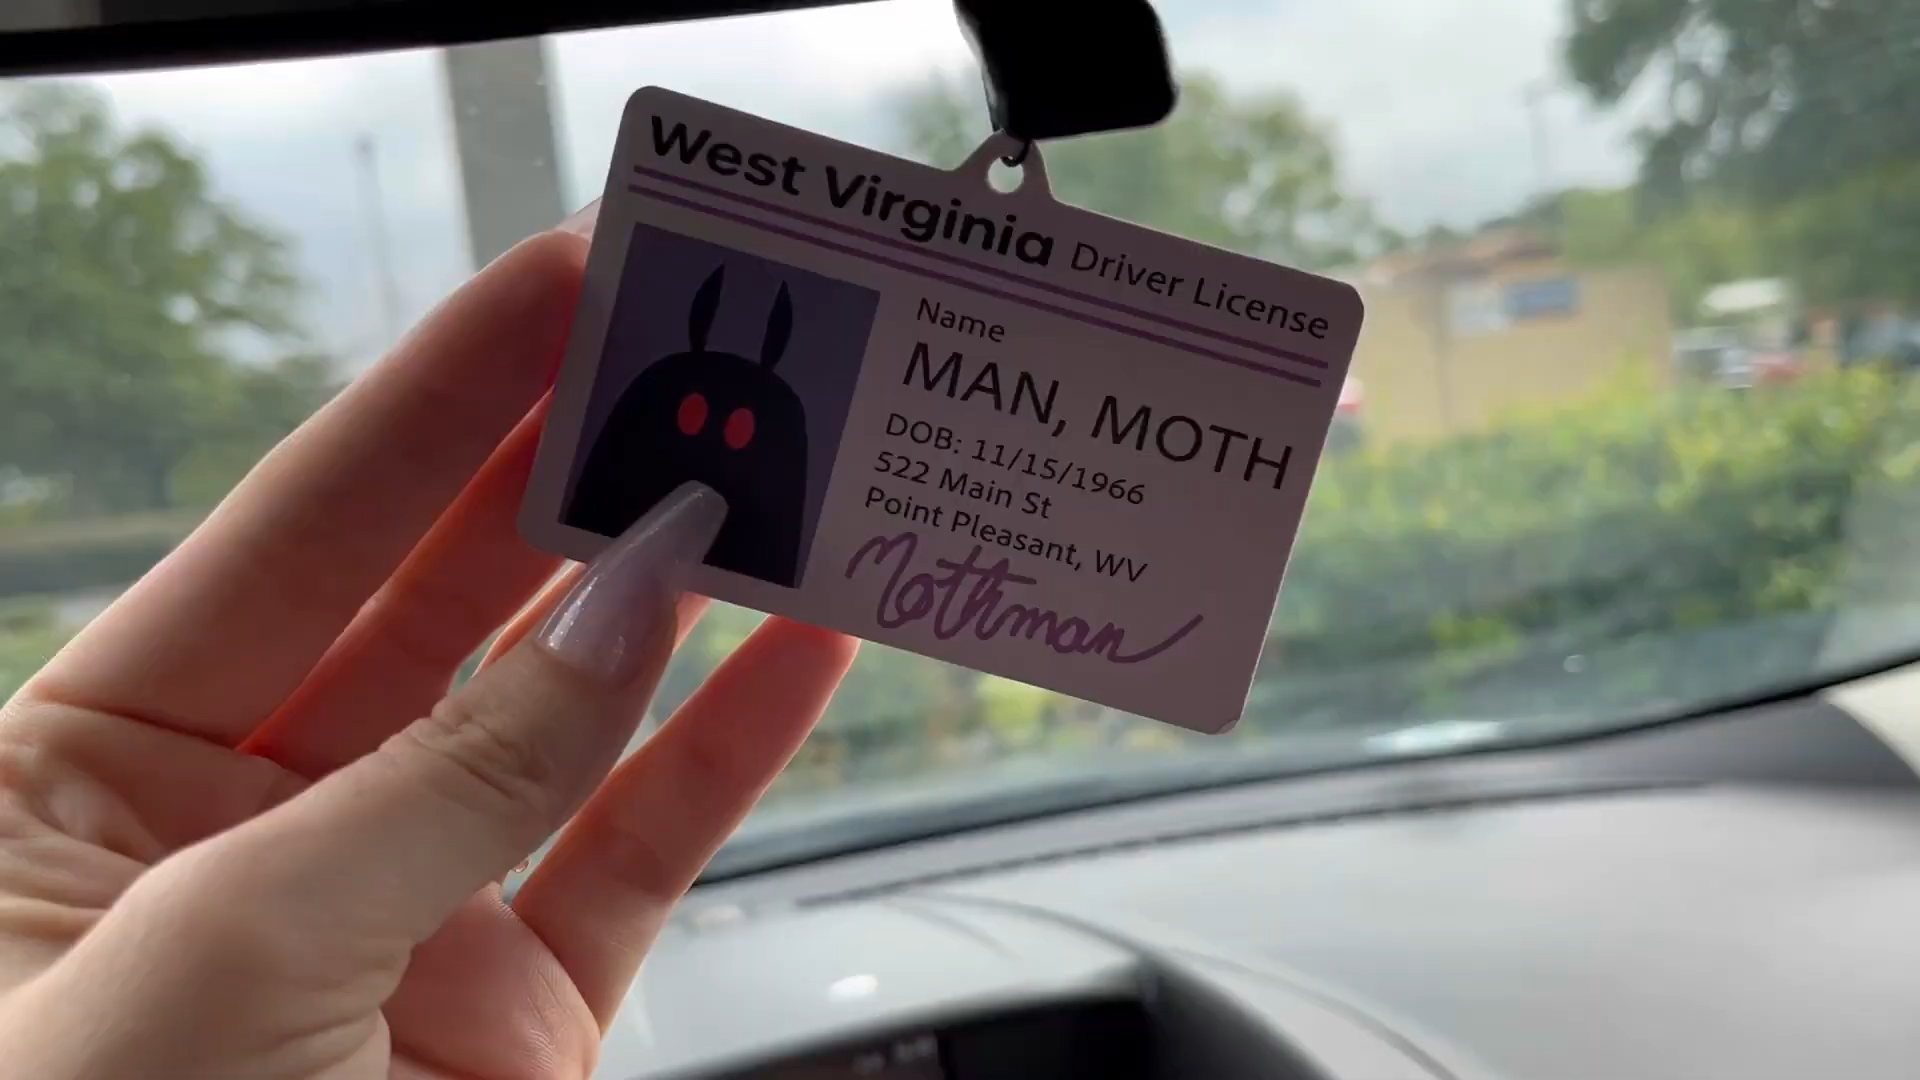 West Virginia Driver License
Name
MAN, MOTH
DOB: 11/15/1966
522 Main St
Point Pleasant, WV
Mothman